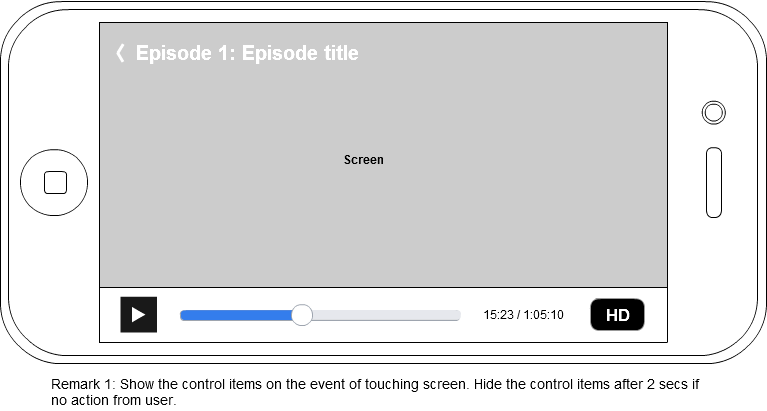 Episode 1: Episode title
Screen
15:23 / 1:05:10
HD
Remark 1: Show the control items on the event of touching screen. Hide the control items after 2 secs if
no action from user.